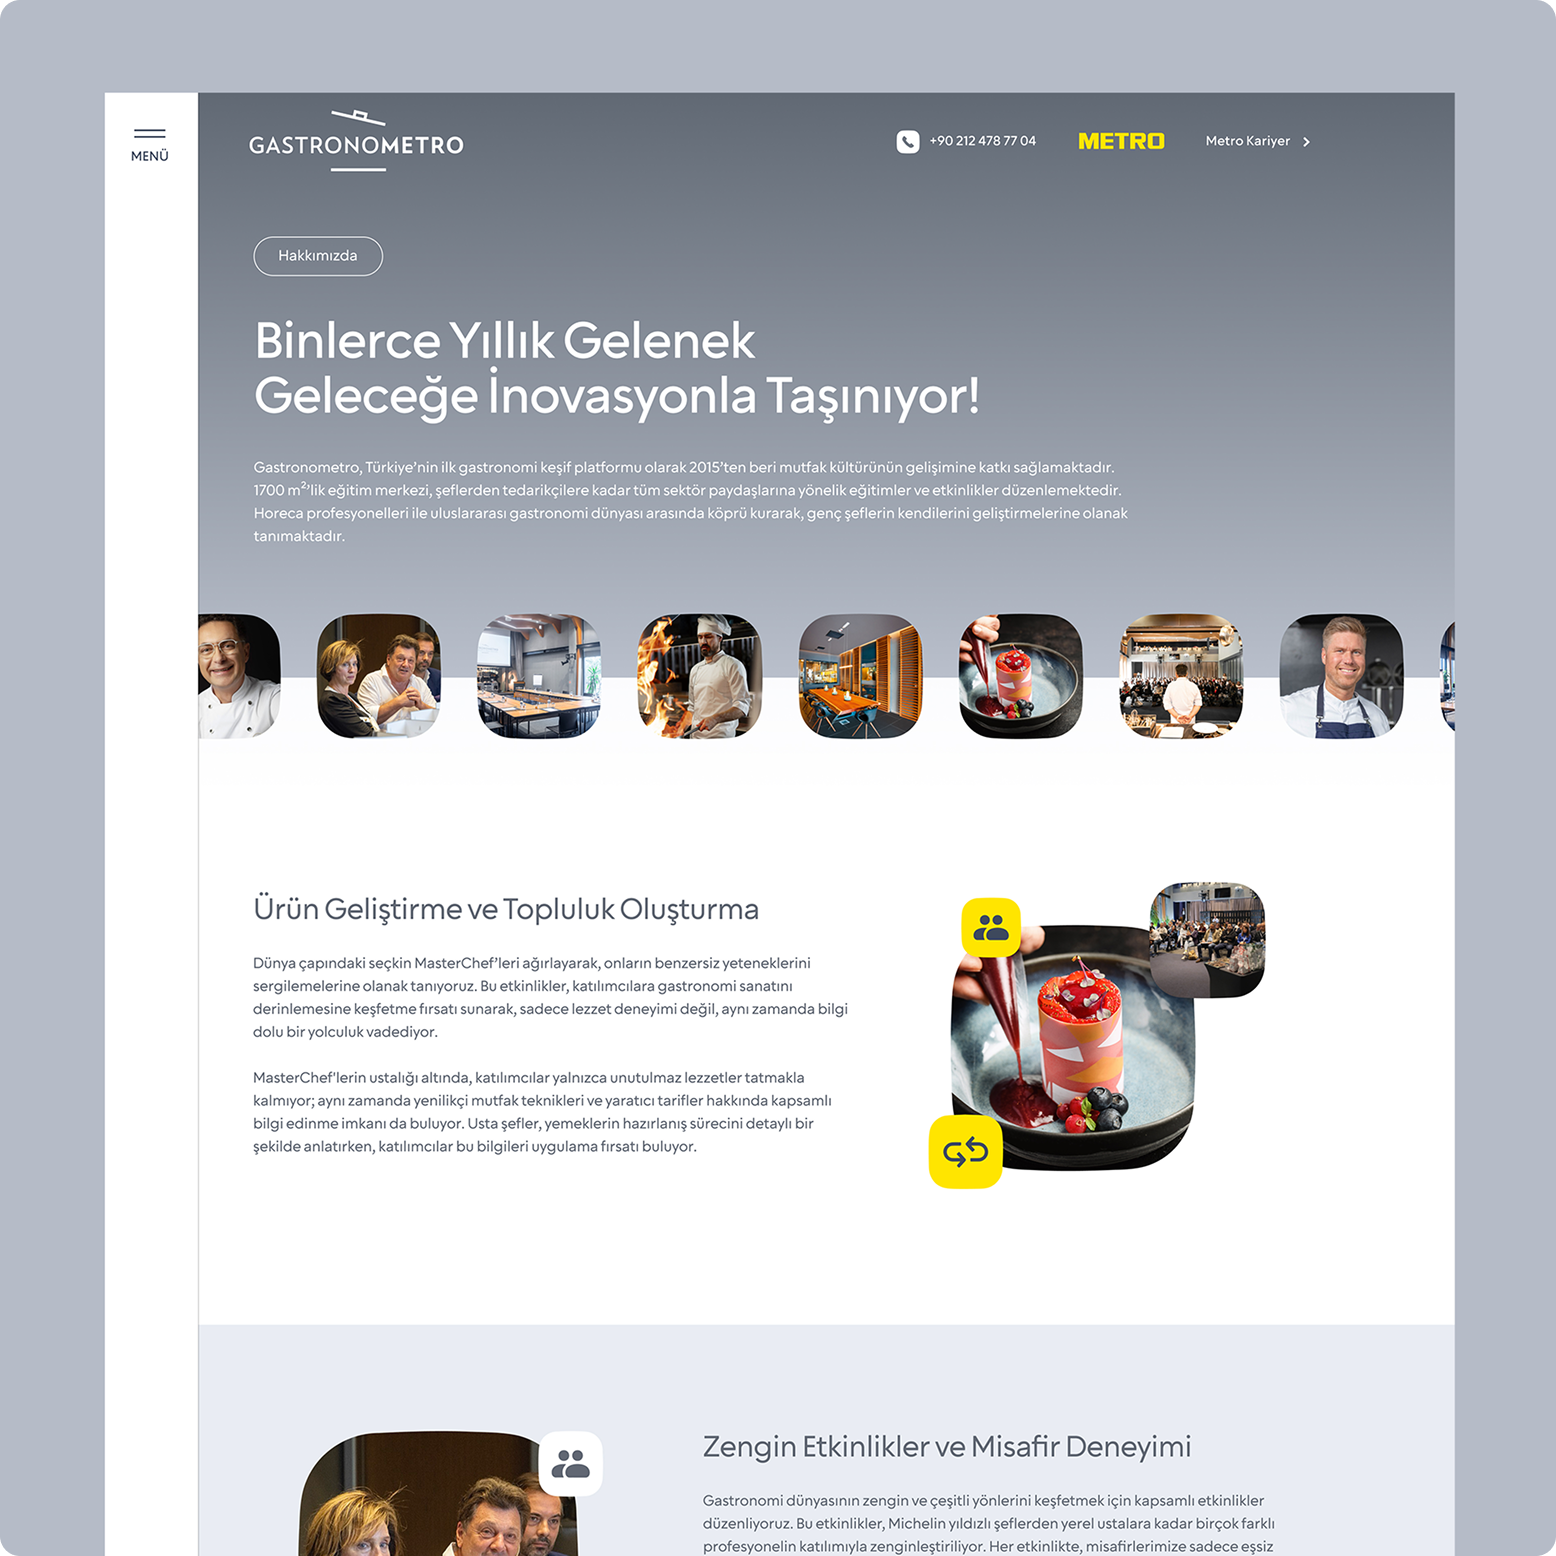 MENÜ
GASTRONOMETRO
+90 212 478 77 04
METRO
Metro Kariyer
Hakkımızda
Binlerce Yıllık Gelenek
Geleceğe İnovasyonla Taşınıyor!
Gastronometro, Türkiye’nin ilk gastronomi keşif platformu olarak 2015’ten beri mutfak kültürünün gelişimine katkı sağlamaktadır.
1700 m²’lik eğitim merkezi, şeflerden tedarikçilere kadar tüm sektör paydaşlarına yönelik eğitimler ve etkinlikler düzenlemektedir.
Horeca profesyonelleri ile uluslararası gastronomi dünyası arasında köprü kurarak, genç şeflerin kendilerini geliştirmelerine olanak
tanımaktadır.
Ürün Geliştirme ve Topluluk Oluşturma
Dünya çapındaki seçkin MasterChef’leri ağırlayarak, onların benzersiz yeteneklerini
sergilemelerine olanak tanıyoruz. Bu etkinlikler, katılımcılara gastronomi sanatını
derinlemesine keşfetme fırsatı sunarak, sadece lezzet deneyimi değil, aynı zamanda bilgi
dolu bir yolculuk vadediyor.
MasterChef'lerin ustalığı altında, katılımcılar yalnızca unutulmaz lezzetler tatmakla
kalmıyor; aynı zamanda yenilikçi mutfak teknikleri ve yaratıcı tarifler hakkında kapsamlı
bilgi edinme imkanı da buluyor. Usta şefler, yemeklerin hazırlanış sürecini detaylı bir
şekilde anlatırken, katılımcılar bu bilgileri uygulama fırsatı buluyor.
Zengin Etkinlikler ve Misafir Deneyimi
Gastronomi dünyasının zengin ve çeşitli yönlerini keşfetmek için kapsamlı etkinlikler
düzenliyoruz. Bu etkinlikler, Michelin yıldızlı şeflerden yerel ustalara kadar birçok farklı
profesyonelin katılımıyla zenginleştiriliyor. Her etkinlikte, misafirlerimize sadece eşsiz